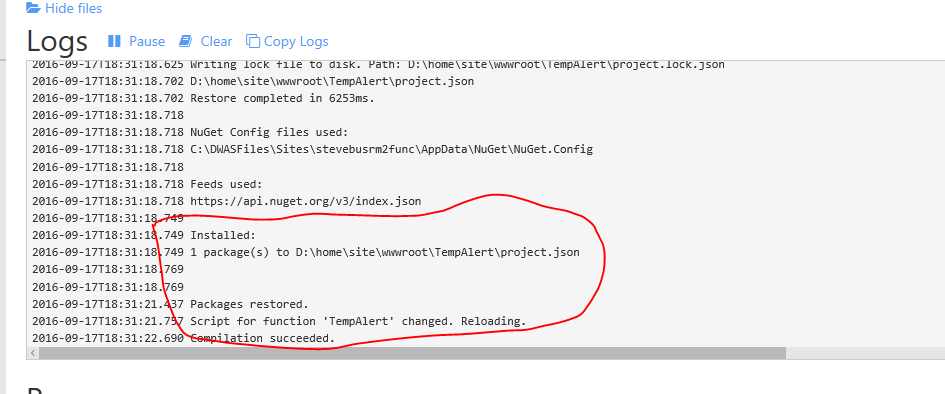 Hide files
Logs Pause Clear Copy Logs
2016-09-17T18:31:18.625 Writing lock file to disk. Path: D:\home\site\wwwroot\TempAlert\project.lock.json
2016-09-17T18:31:18.702 D:\home\site\wwwroot\TempAlert\project.json
2016-09-17T18:31:18.702 Restore completed in 6253ms.
2016-09-17T18:31:18.718
2016-09-17T18:31:18.718 NuGet Config files used:
2016-09-17T18:31:18.718 C:\DWASFiles\Sites\stevebusrm2func\AppData\NuGet\NuGet.Config
2016-09-17T18:31:18.718
2016-09-17T18:31:18.718 Feeds used:
2016-09-17T18:31:18.718 https://api.nuget.org/v3/index.json
2016-09-17T18:31:18.749
2016-09-17T18:31:18.749 Installed:
2016-09-17T18:31:18.749 1 package(s) to D:\home\site\wwwroot\TempAlert\project.json
2016-09-17T18:31:18.769
2016-09-17T18:31:18.769
2016-09-17T18:31:21.437 Packages restored.
2016-09-17T18:31:21.757 Script for function 'TempAlert' changed. Reloading.
2016-09-17T18:31:22.690 Compilation succeeded.